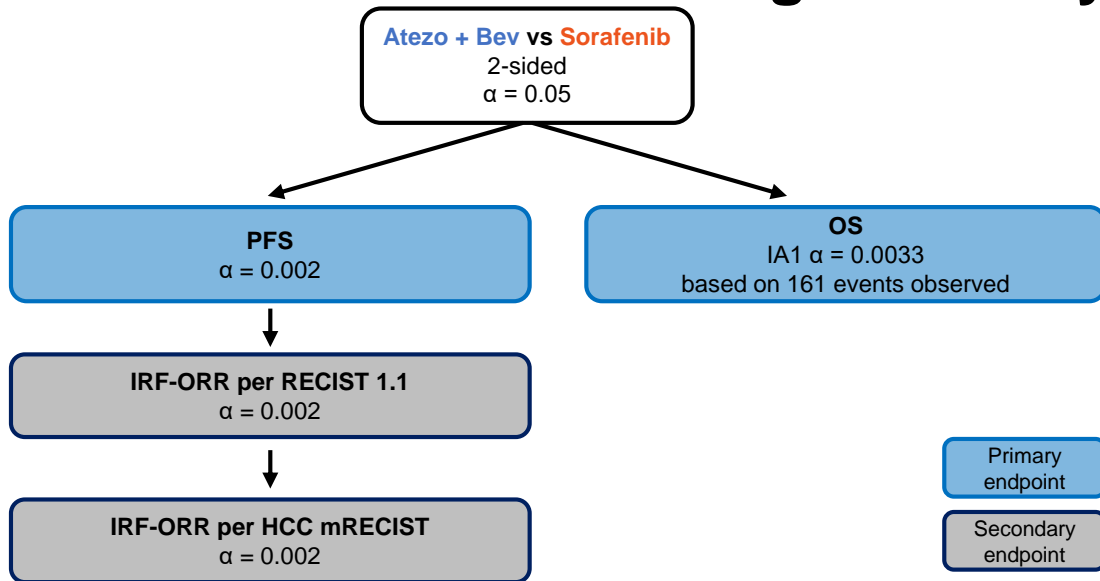 Atezo + Bev vs Sorafenib
2-sided
α = 0.05
PFS
α = 0.002
OS
IA1 α = 0.0033
based on 161 events observed
IRF-ORR per RECIST 1.1
α = 0.002
IRF-ORR per HCC mRECIST
α = 0.002
Primary
endpoint
Secondary
endpoint